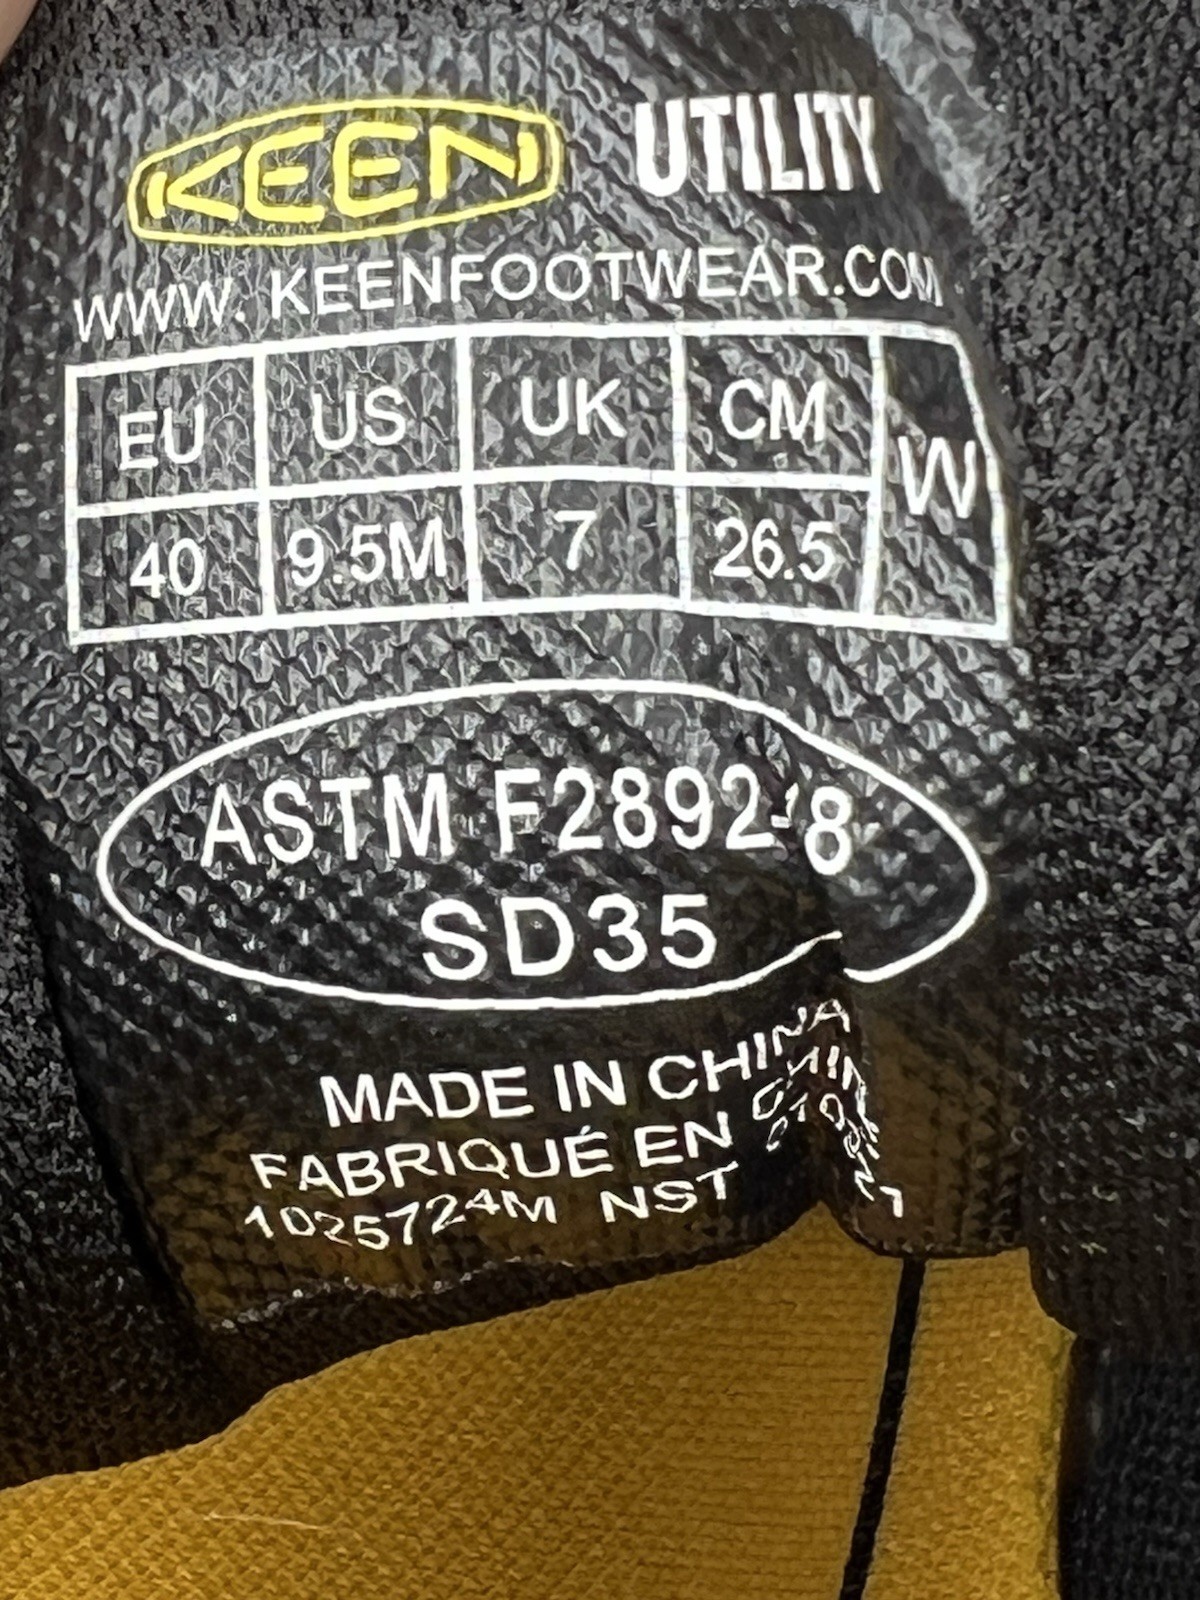 KEEN UTILITY
WWW. KEENFOOTWEAR.COM
EU US UK CM W
40 9.5M 7 26.5
ASTM F2892-18
SD35
MADE IN CHINA
FABRIQUÉ EN
1025724M NST